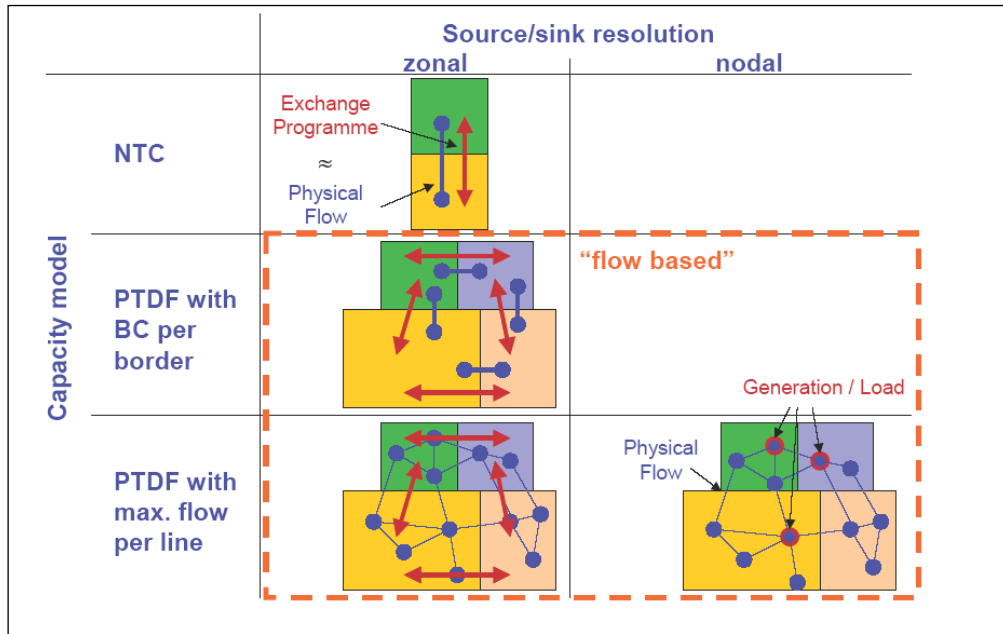 Source/sink resolution
zonal
nodal
Capacity model
NTC
Exchange
Programme
≈
Physical
Flow
PTDF with
BC per
border
“flow based”
PTDF with
max. flow
per line
Generation / Load
Physical
Flow